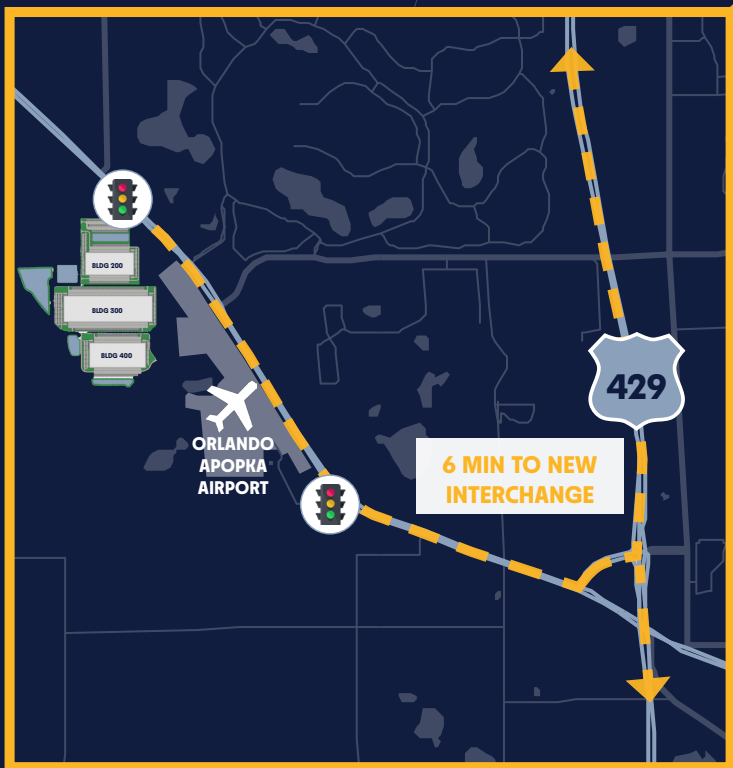 BLDG 200
BLDG 300
BLDG 400
ORLANDO
APOPKA
AIRPORT
429
6 MIN TO NEW
INTERCHANGE